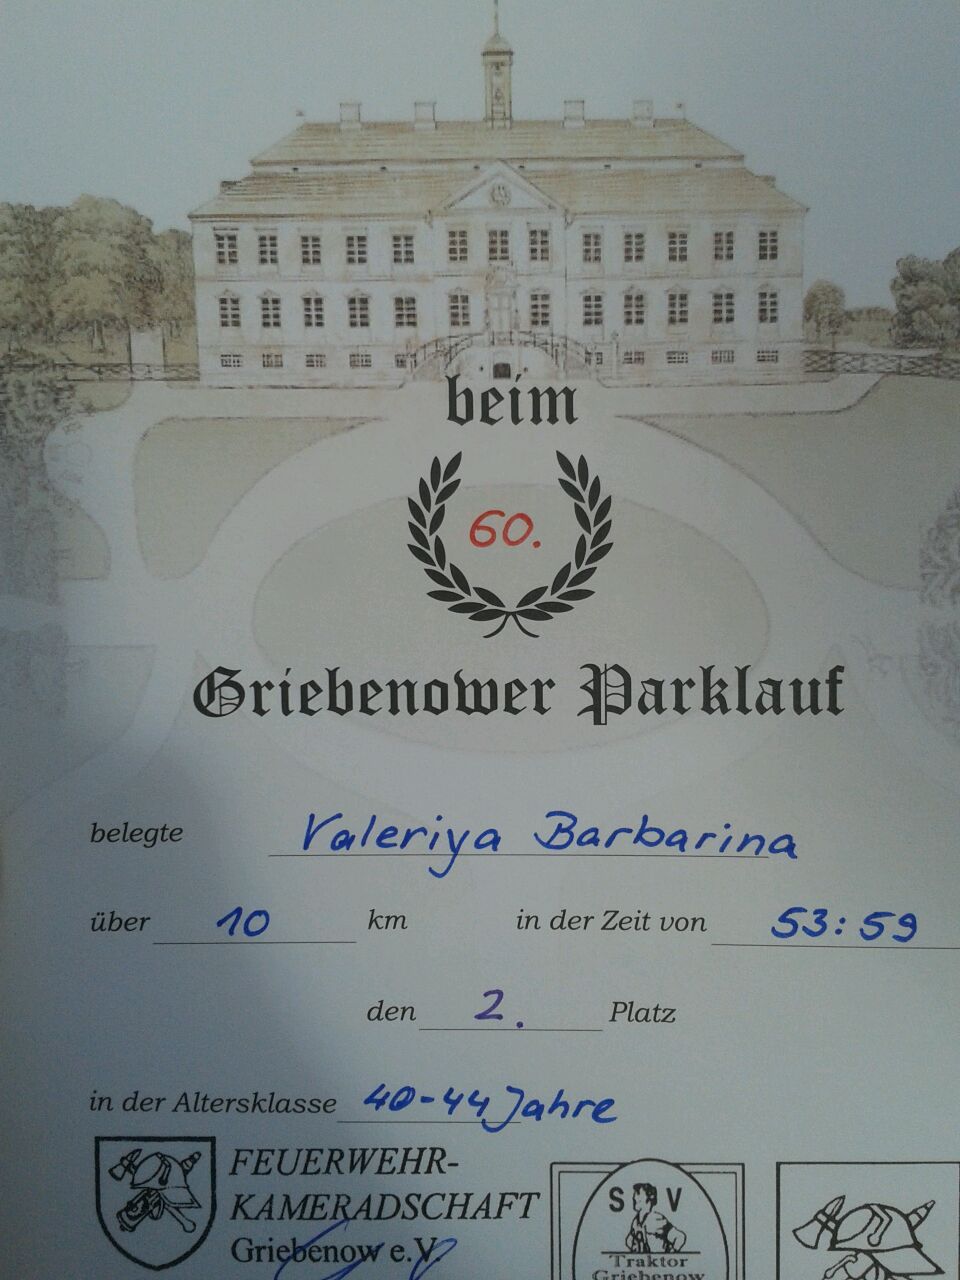 beim
60.
Griebenower Parklauf
belegte Valeriya Barbarina
über 10 km in der Zeit von 53:59
den 2. Platz
in der Altersklasse 40-44 Jahre
FEUERWEHR-
KAMERADSCHAFT
Griebenow e.V.
S V
Traktor
Griebenow